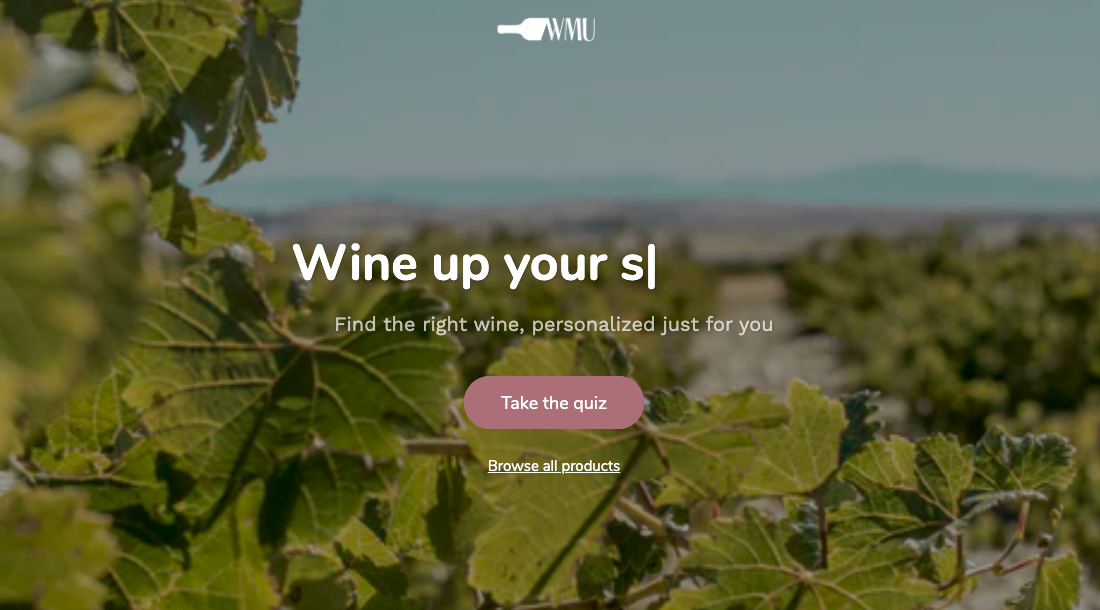 WMU
Wine up your s|
Find the right wine, personalized just for you
Take the quiz
Browse all products